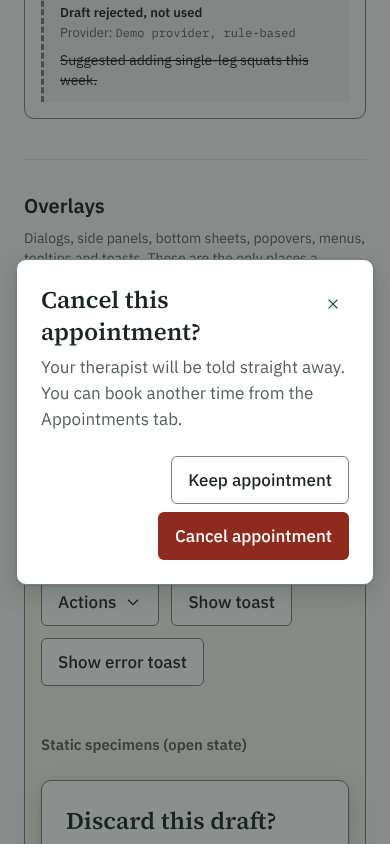 Draft rejected, not used
Provider: Demo provider, rule-based
Suggested adding single-leg squats this
week.
Overlays
Dialogs, side panels, bottom sheets, popovers, menus,
tooltips and toasts. These are the only places a
Cancel this
appointment?
Your therapist will be told straight away.
You can book another time from the
Appointments tab.
Keep appointment
Cancel appointment
Actions
Show toast
Show error toast
Static specimens (open state)
Discard this draft?